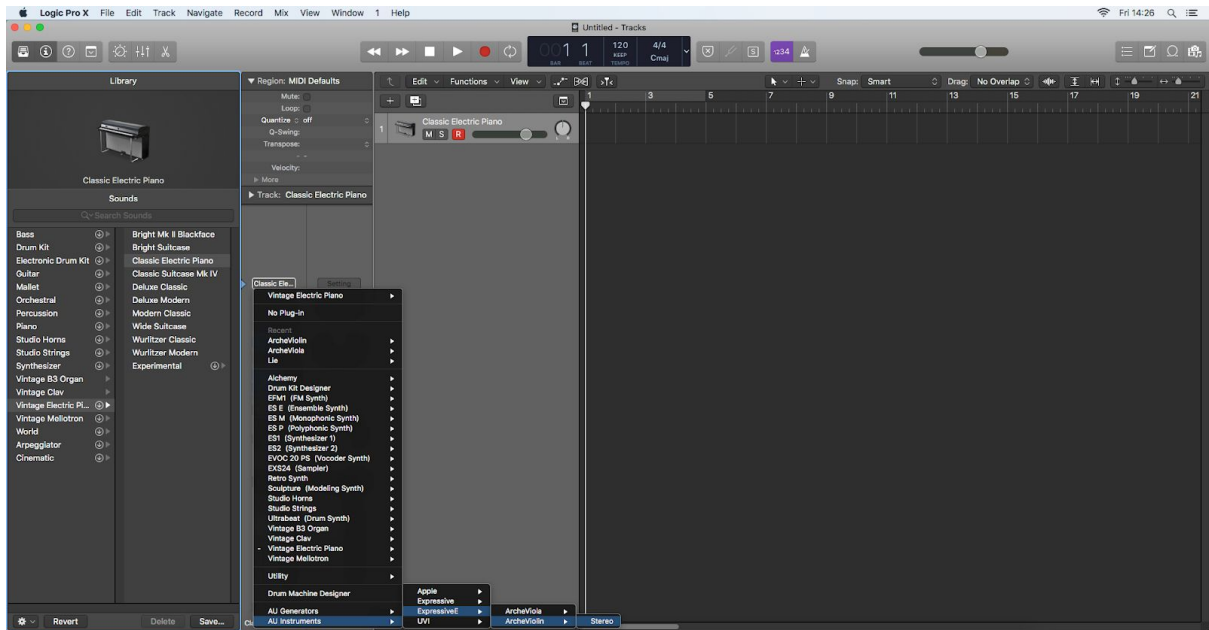 Logic Pro X File Edit Track Navigate Record Mix View Window 1 Help Fri 14:26
Untitled - Tracks
001 1 120 4/4
KEEP Cmaj
BAR BEAT TEMPO
S 1234
Library
Classic Electric Piano
Sounds
Search Sounds
Bass
Drum Kit
Electronic Drum Kit
Guitar
Mallet
Orchestral
Percussion
Piano
Studio Horns
Studio Strings
Synthesizer
Vintage B3 Organ
Vintage Clav
Vintage Electric Pi...
Vintage Mellotron
World
Arpeggiator
Cinematic
Bright Mk II Blackface
Bright Suitcase
Classic Electric Piano
Classic Suitcase Mk IV
Deluxe Classic
Deluxe Modern
Modern Classic
Wide Suitcase
Wurlitzer Classic
Wurlitzer Modern
Experimental
Revert Delete Save...
Region: MIDI Defaults
Mute:
Loop:
Quantize off
Q-Swing:
Transpose:
- -
Velocity:
More
Track: Classic Electric Piano
Classic Ele... Setting
Edit Functions View
Snap: Smart Drag: No Overlap
1 3 5 7 9 11 13 15 17 19 21
1 Classic Electric Piano
M S R
L R
Vintage Electric Piano
No Plug-in
Recent
ArcheViolin
ArcheViola
Lie
Alchemy
Drum Kit Designer
EFM1 (FM Synth)
ES E (Ensemble Synth)
ES M (Monophonic Synth)
ES P (Polyphonic Synth)
ES1 (Synthesizer 1)
ES2 (Synthesizer 2)
EVOC 20 PS (Vocoder Synth)
EXS24 (Sampler)
Retro Synth
Sculpture (Modeling Synth)
Studio Horns
Studio Strings
Ultrabeat (Drum Synth)
Vintage B3 Organ
Vintage Clav
- Vintage Electric Piano
Vintage Mellotron
Utility
Drum Machine Designer
AU Generators
AU Instruments
Apple
Expressive
ExpressiveE
UVI
ArcheViola
ArcheViolin
Stereo